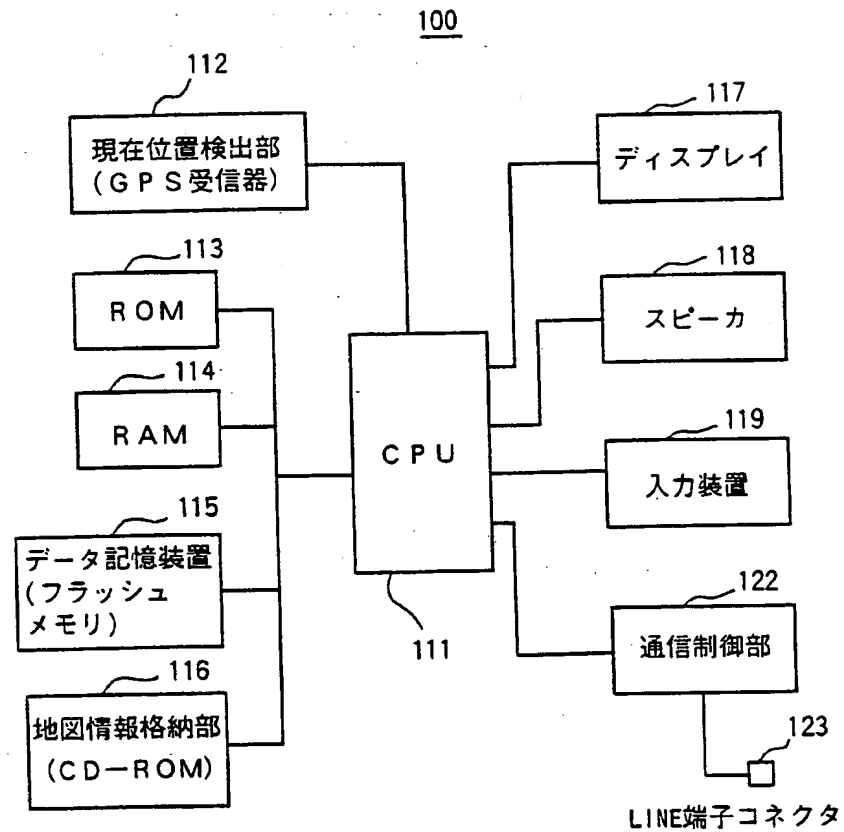 100
112
現在位置検出部
(GPS受信器)
113
ROM
114
RAM
115
データ記憶装置
(フラッシュ
メモリ)
116
地図情報格納部
(CD-ROM)
CPU
111
117
ディスプレイ
118
スピーカ
119
入力装置
122
通信制御部
123
LINE端子コネクタ